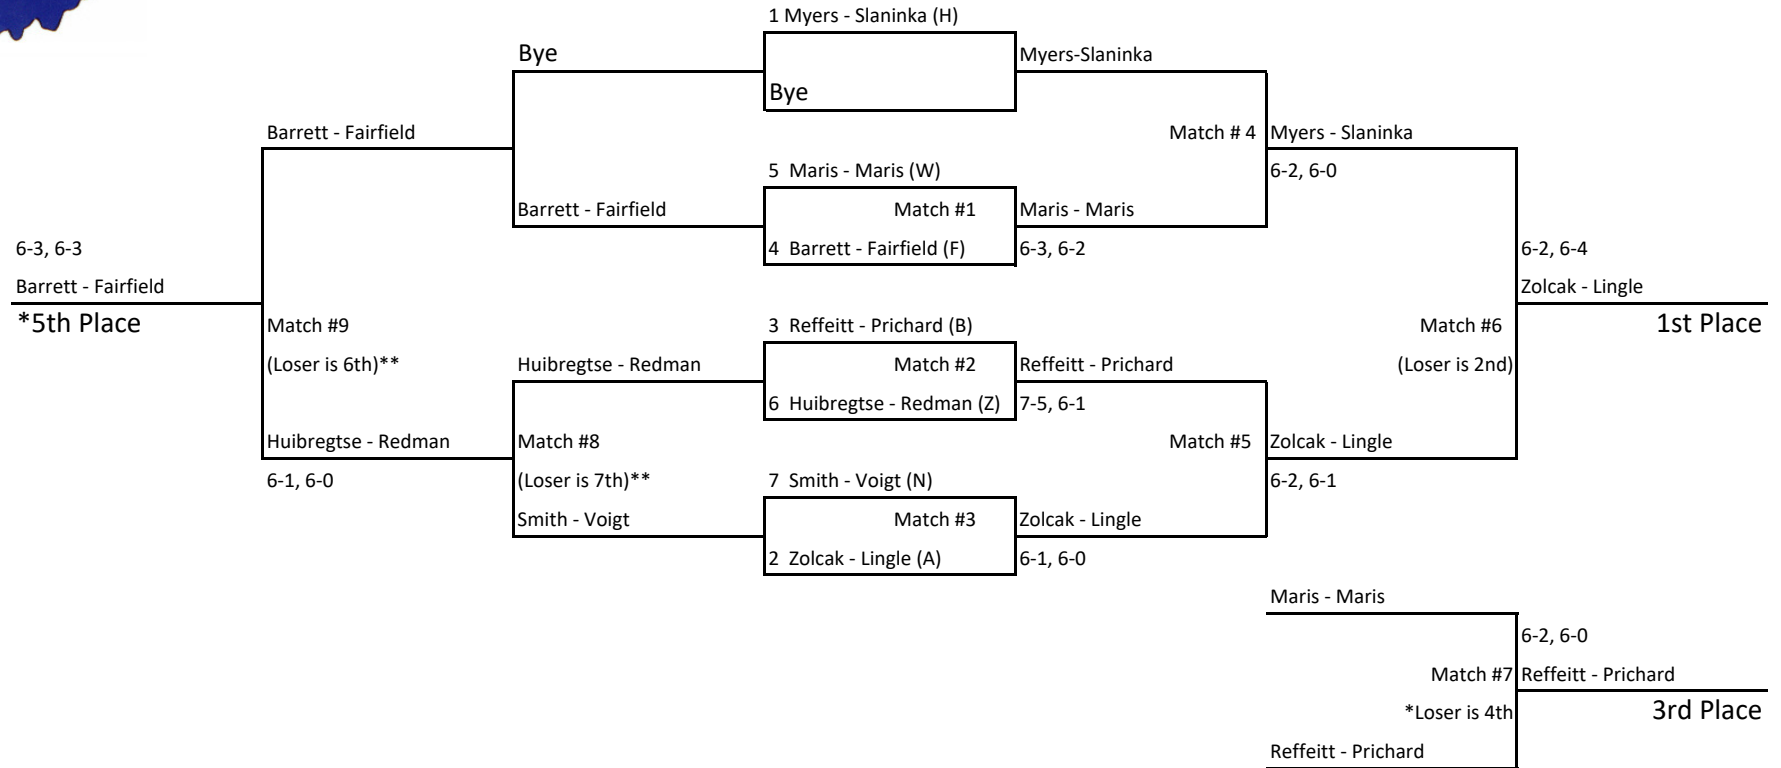 1 Myers - Slaninka (H)
Bye
Myers-Slaninka
Bye
Barrett - Fairfield
Match # 4
Myers - Slaninka
5 Maris - Maris (W)
6-2, 6-0
Barrett - Fairfield
Match #1
Maris - Maris
6-3, 6-3
4 Barrett - Fairfield (F)
6-3, 6-2
6-2, 6-4
Barrett - Fairfield
Zolcak - Lingle
*5th Place
Match #9
3 Reffeitt - Prichard (B)
Match #6
1st Place
(Loser is 6th)**
Huibregtse - Redman
Match #2
Reffeitt - Prichard
(Loser is 2nd)
6 Huibregtse - Redman (Z)
7-5, 6-1
Huibregtse - Redman
Match #8
Match #5
Zolcak - Lingle
6-1, 6-0
(Loser is 7th)**
7 Smith - Voigt (N)
6-2, 6-1
Smith - Voigt
Match #3
Zolcak - Lingle
2 Zolcak - Lingle (A)
6-1, 6-0
Maris - Maris
6-2, 6-0
Match #7
Reffeitt - Prichard
*Loser is 4th
3rd Place
Reffeitt - Prichard